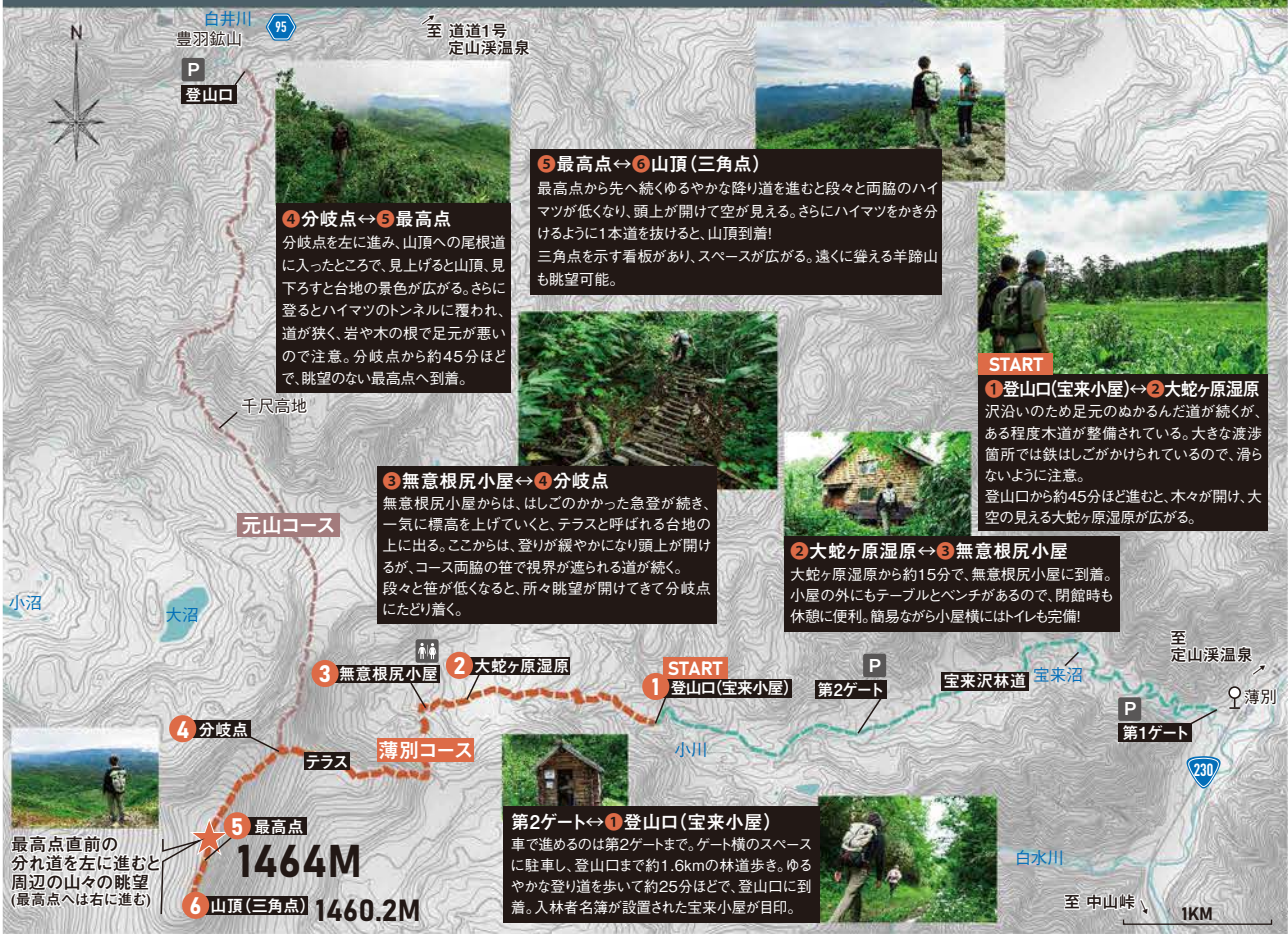 N
白井川
豊羽鉱山
95
至 道道1号
定山渓温泉
P
登山口
❹分岐点↔❺最高点
分岐点を左に進み、山頂への尾根道
に入ったところで、見上げると山頂、見
下ろすと台地の景色が広がる。さらに
登るとハイマツのトンネルに覆われ、
道が狭く、岩や木の根で足元が悪い
ので注意。分岐点から約45分ほど
で、眺望のない最高点へ到着。
❺最高点↔❻山頂(三角点)
最高点から先へ続くゆるやかな降り道を進むと段々と両脇のハイ
マツが低くなり、頭上が開けて空が見える。さらにハイマツをかき分
けるように1本道を抜けると、山頂到着!
三角点を示す看板があり、スペースが広がる。遠くに聳える羊蹄山
も眺望可能。
START
❶登山口(宝来小屋)↔❷大蛇ヶ原湿原
沢沿いのため足元のぬかるんだ道が続くが、
ある程度木道が整備されている。大きな渡渉
箇所では鉄はしごがかけられているので、滑ら
ないように注意。
登山口から約45分ほど進むと、木々が開け、大
空の見える大蛇ヶ原湿原が広がる。
千尺高地
❸無意根尻小屋↔❹分岐点
無意根尻小屋からは、はしごのかかった急登が続き、
一気に標高を上げていくと、テラスと呼ばれる台地の
上に出る。ここからは、登りが緩やかになり頭上が開け
るが、コース両脇の笹で視界が遮られる道が続く。
段々と笹が低くなると、所々眺望が開けてきて分岐点
にたどり着く。
❷大蛇ヶ原湿原↔❸無意根尻小屋
大蛇ヶ原湿原から約15分で、無意根尻小屋に到着。
小屋の外にもテーブルとベンチがあるので、閉館時も
休憩に便利。簡易ながら小屋横にはトイレも完備!
元山コース
小沼
大沼
3 無意根尻小屋
2 大蛇ヶ原湿原
START
1 登山口(宝来小屋)
P
第2ゲート
宝来沢林道
宝来沼
至
定山渓温泉
薄別
P
第1ゲート
230
小川
4 分岐点
テラス
薄別コース
最高点直前の
分れ道を左に進むと
周辺の山々の眺望
(最高点へは右に進む)
5 最高点
1464M
6 山頂(三角点) 1460.2M
第2ゲート↔❶登山口(宝来小屋)
車で進めるのは第2ゲートまで。ゲート横のスペース
に駐車し、登山口まで約1.6kmの林道歩き。ゆる
やかな登り道を歩いて約25分ほどで、登山口に到
着。入林者名簿が設置された宝来小屋が目印。
白水川
至 中山峠
1KM